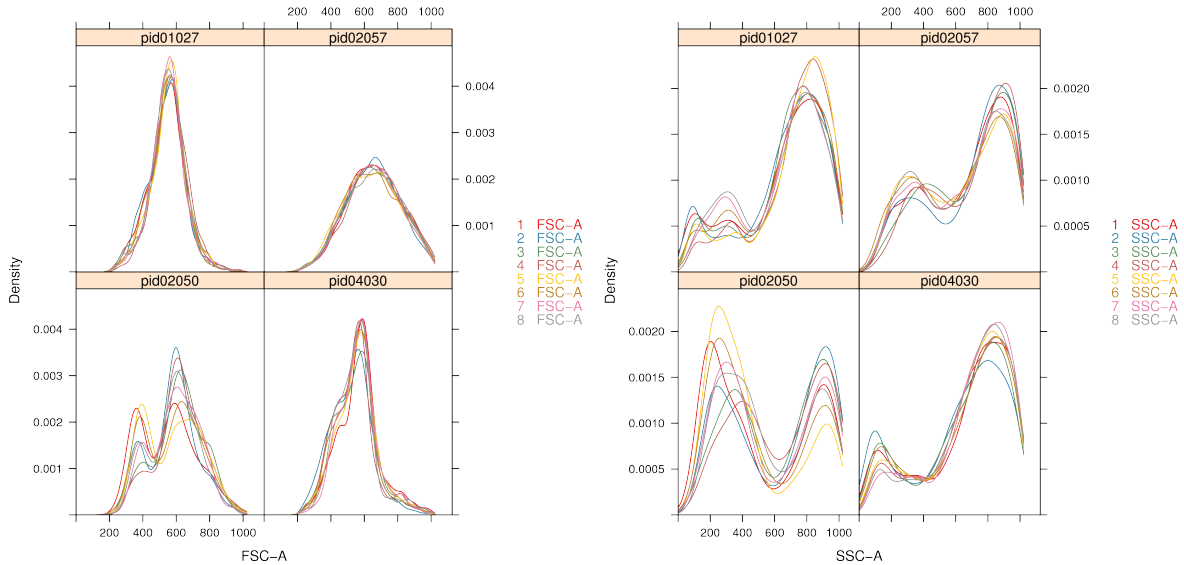 200 400 600 800 1000
pid01027 pid02057
0.004
0.003
0.002
0.001
pid02050 pid04030
0.004
0.003
0.002
0.001
200 400 600 800 1000
FSC-A
Density
1 FSC-A
2 FSC-A
3 FSC-A
4 FSC-A
5 FSC-A
6 FSC-A
7 FSC-A
8 FSC-A
200 400 600 800 1000
pid01027 pid02057
0.0020
0.0015
0.0010
0.0005
pid02050 pid04030
0.0020
0.0015
0.0010
0.0005
0 200 400 600 800 1000
SSC-A
Density
1 SSC-A
2 SSC-A
3 SSC-A
4 SSC-A
5 SSC-A
6 SSC-A
7 SSC-A
8 SSC-A